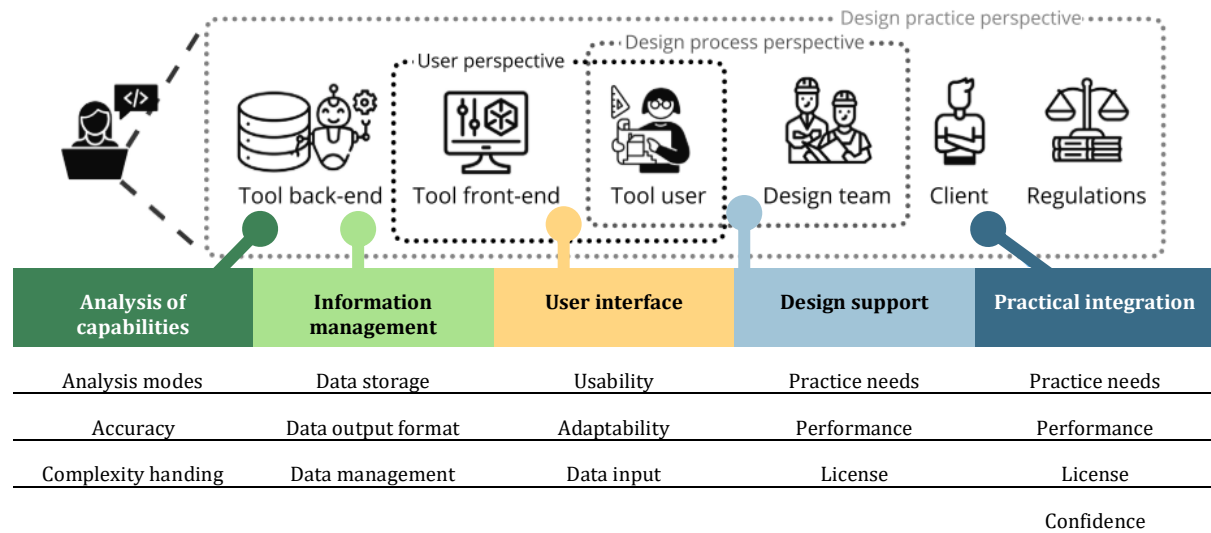 Design practice perspective
Design process perspective
User perspective
</>
Tool back-end Tool front-end Tool user Design team Client Regulations
Analysis of capabilities Information management User interface Design support Practical integration
Analysis modes Data storage Usability Practice needs Practice needs
Accuracy Data output format Adaptability Performance Performance
Complexity handing Data management Data input License License
Confidence